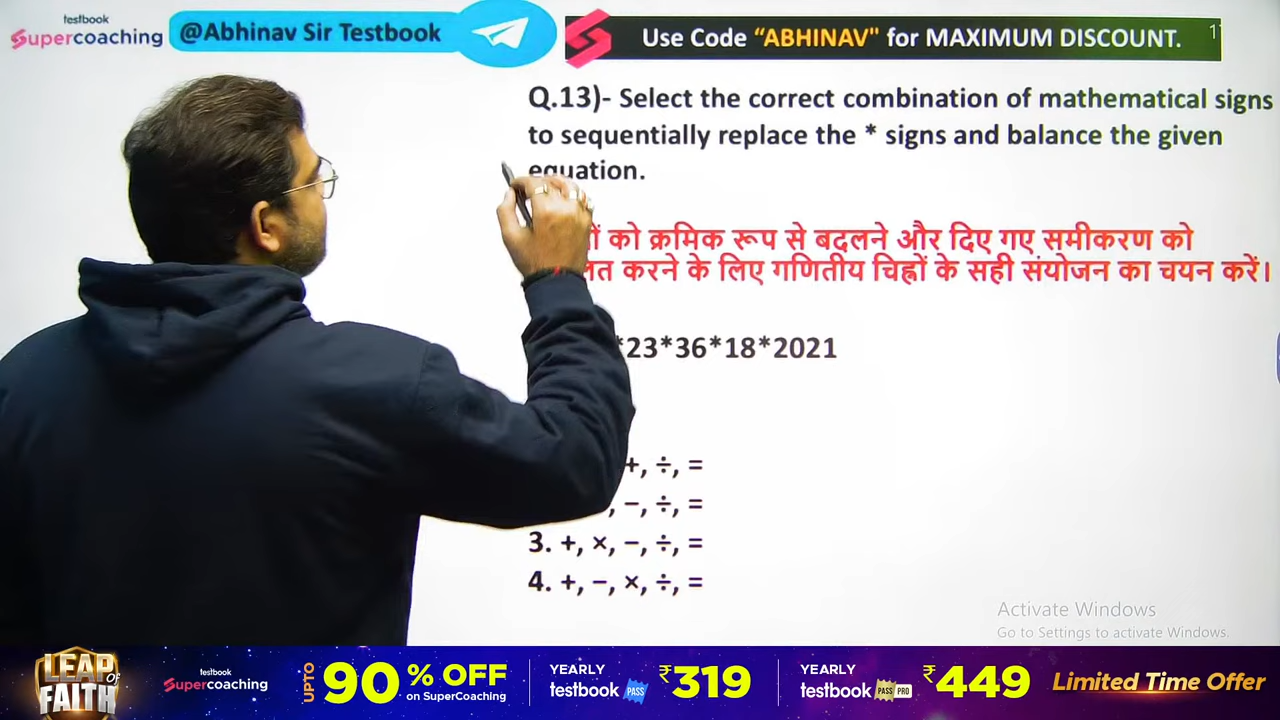 testbook
Supercoaching
@Abhinav Sir Testbook
Use Code “ABHINAV" for MAXIMUM DISCOUNT.
Q.13)- Select the correct combination of mathematical signs
to sequentially replace the * signs and balance the given
equation.
को क्रमिक रूप से बदलने और दिए गए समीकरण को
करने के लिए गणितीय चिह्नों के सही संयोजन का चयन करें।
*23*36*18*2021
+, ÷, =
, −, ÷, =
3. +, ×, −, ÷, =
4. +, −, ×, ÷, =
Activate Windows
Go to Settings to activate Windows.
LEAP OF FAITH
testbook
Supercoaching
UPTO 90% OFF
on SuperCoaching
YEARLY
testbook PASS
₹319
YEARLY
testbook PASS PRO
₹449
Limited Time Offer